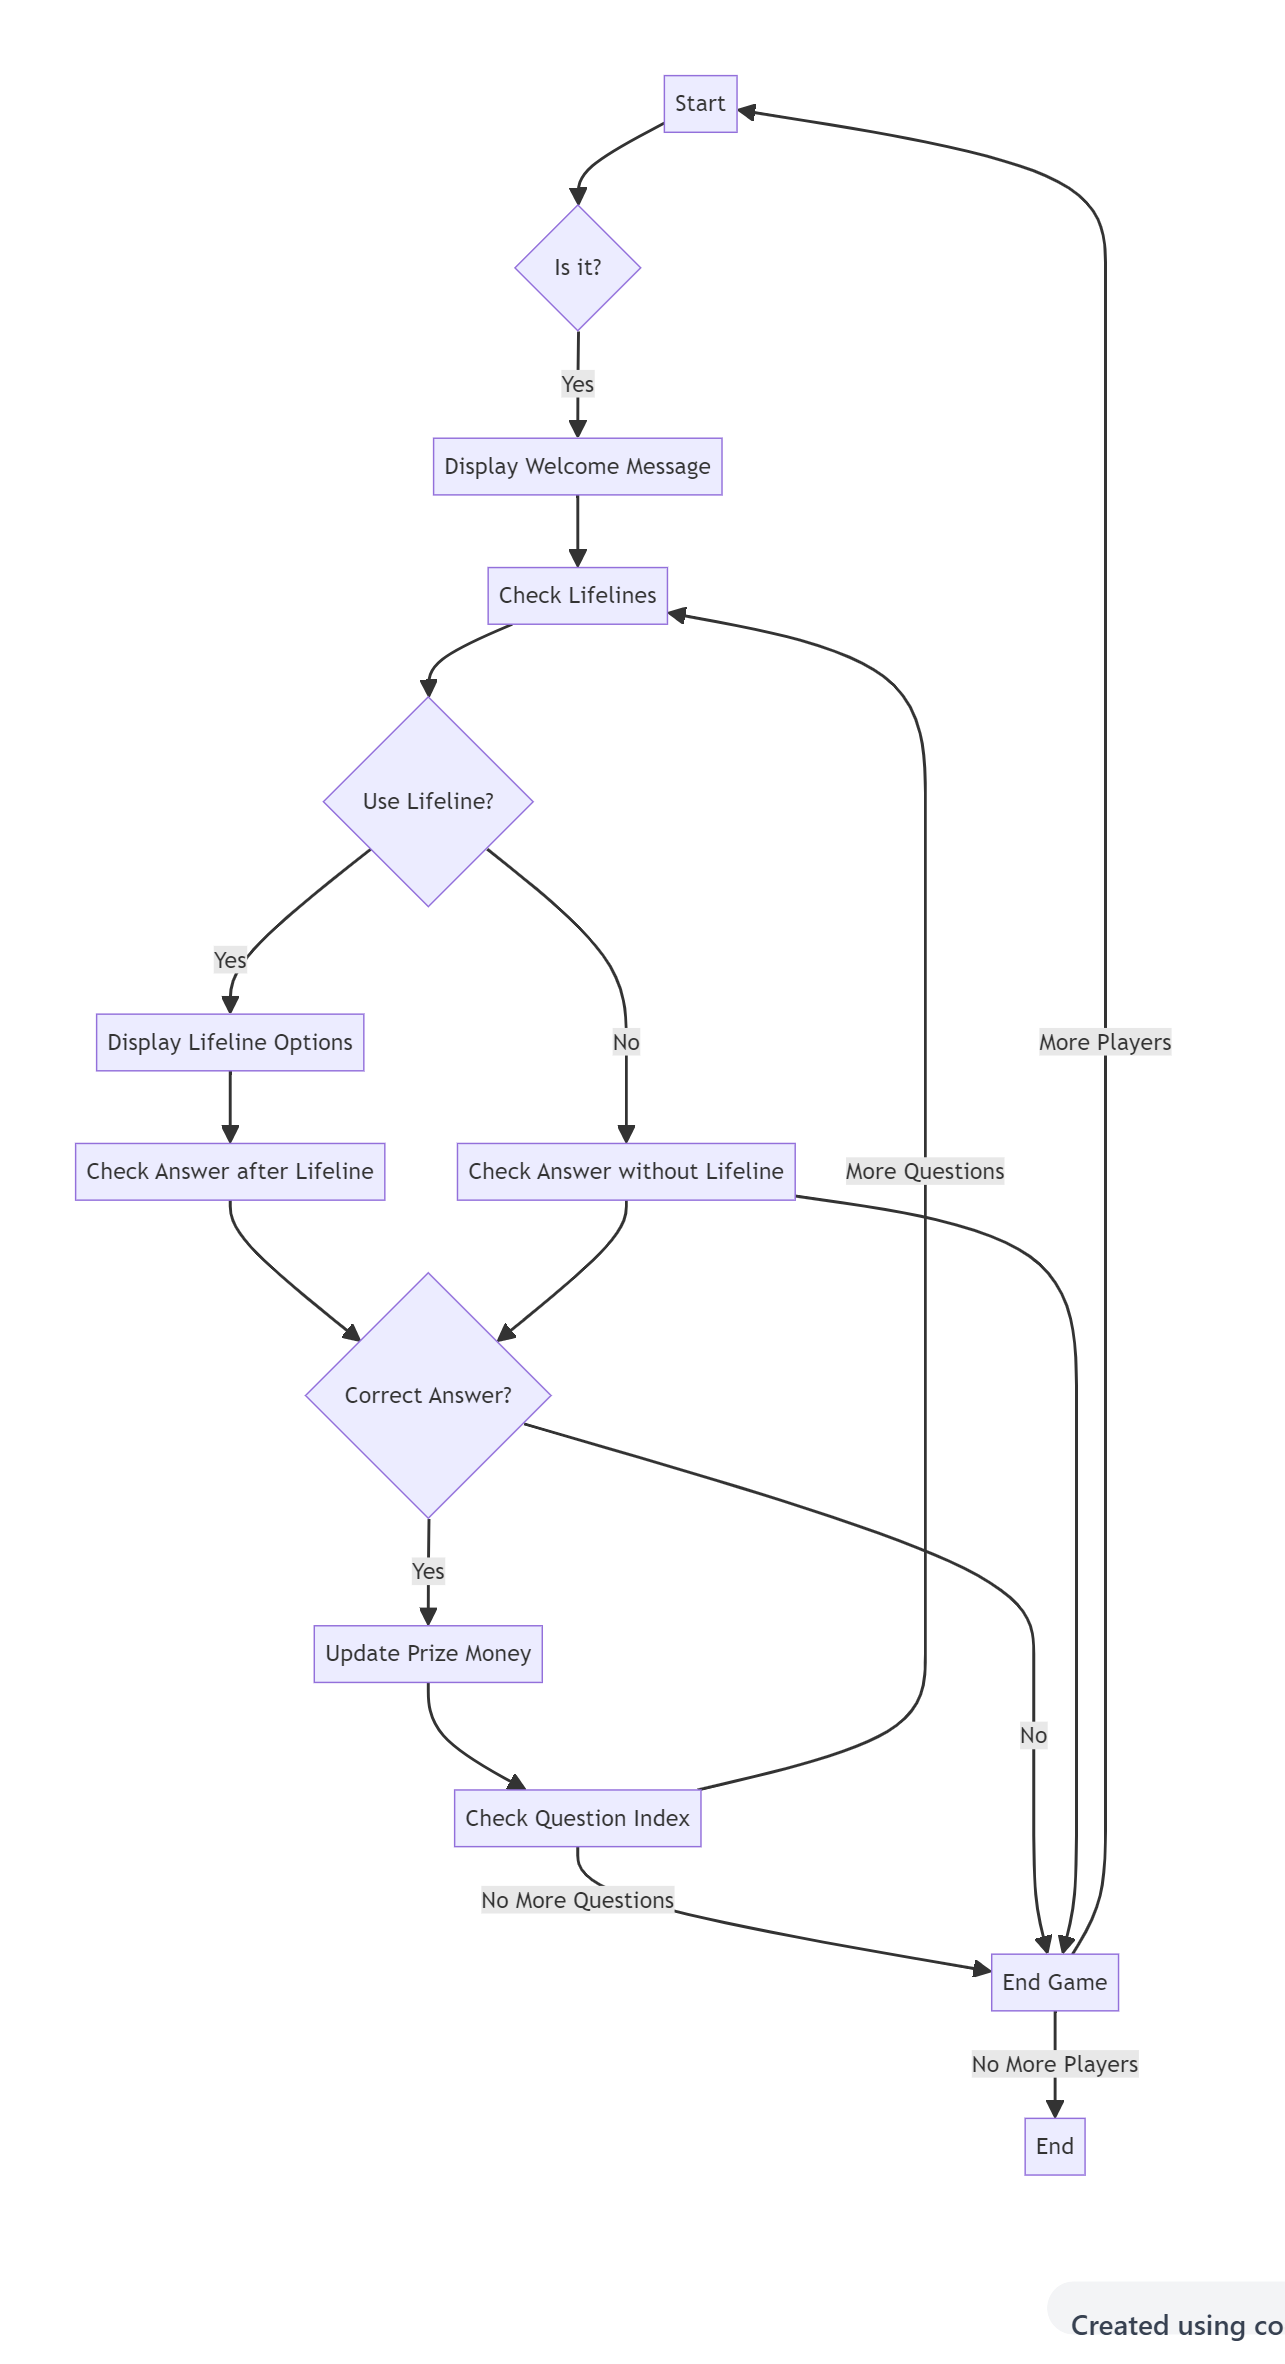 Start
Is it?
Yes
Display Welcome Message
Check Lifelines
Use Lifeline?
Yes
Display Lifeline Options
No
More Players
Check Answer after Lifeline
Check Answer without Lifeline
More Questions
Correct Answer?
Yes
Update Prize Money
No
Check Question Index
No More Questions
End Game
No More Players
End
Created using co